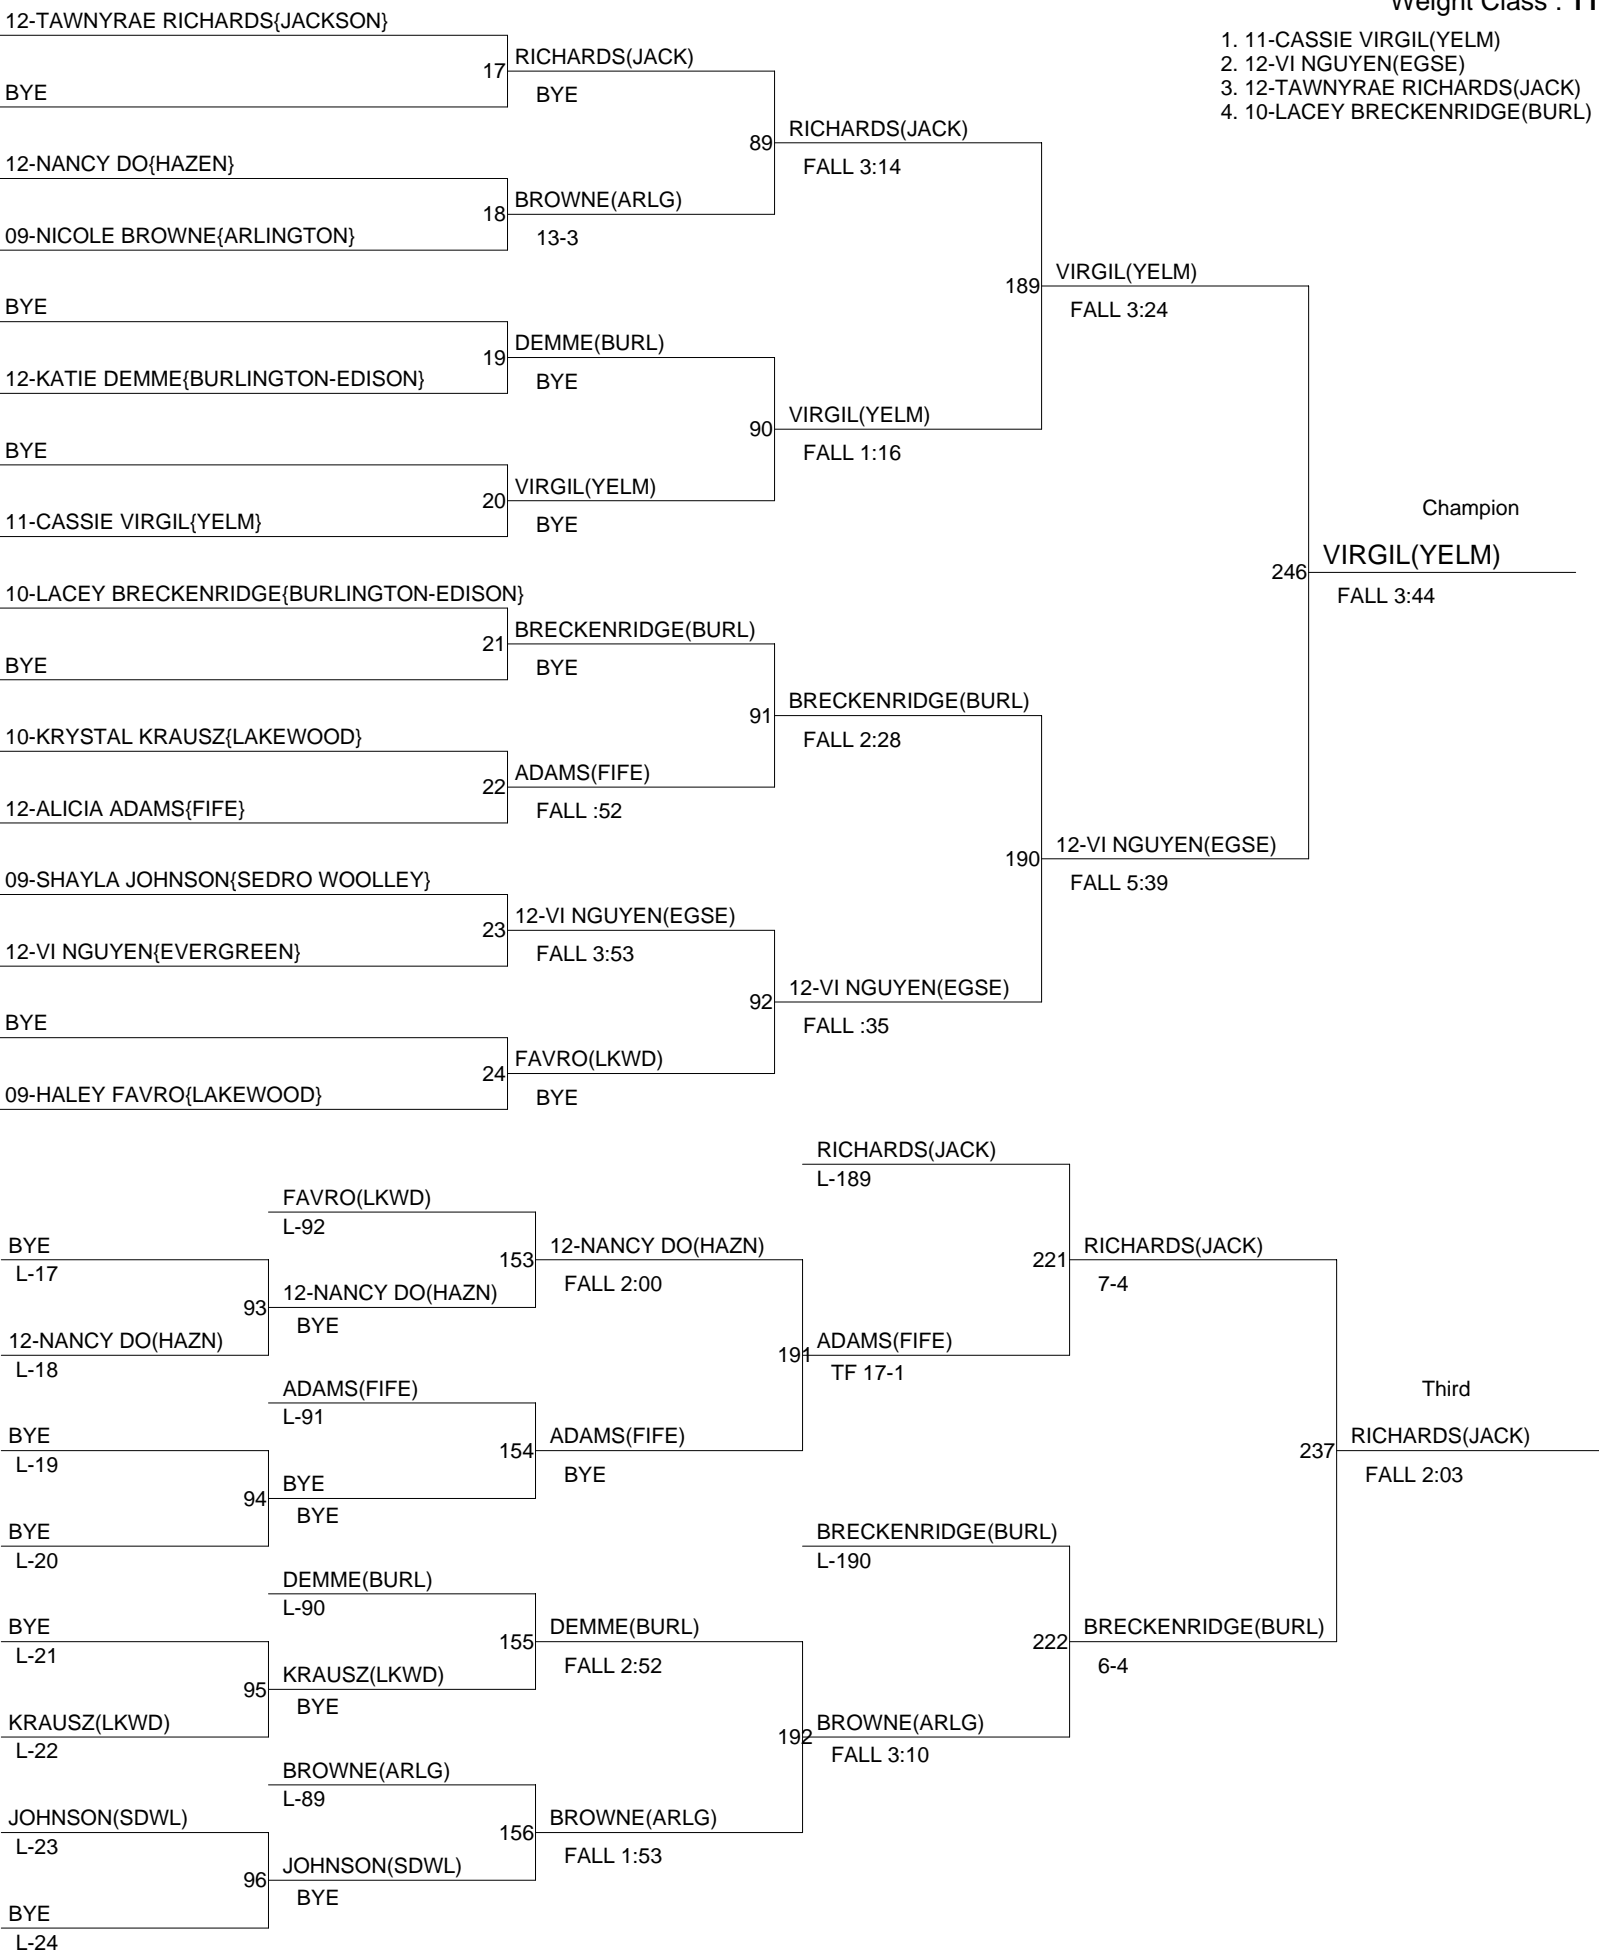 Weight Class : 11
1. 11-CASSIE VIRGIL(YELM)
2. 12-VI NGUYEN(EGSE)
3. 12-TAWNYRAE RICHARDS(JACK)
4. 10-LACEY BRECKENRIDGE(BURL)
12-TAWNYRAE RICHARDS{JACKSON}
17
RICHARDS(JACK)
BYE
BYE
89
RICHARDS(JACK)
FALL 3:14
12-NANCY DO{HAZEN}
18
BROWNE(ARLG)
13-3
09-NICOLE BROWNE{ARLINGTON}
189
VIRGIL(YELM)
FALL 3:24
BYE
19
DEMME(BURL)
BYE
12-KATIE DEMME{BURLINGTON-EDISON}
90
VIRGIL(YELM)
FALL 1:16
BYE
20
VIRGIL(YELM)
BYE
11-CASSIE VIRGIL{YELM}
Champion
246
VIRGIL(YELM)
FALL 3:44
10-LACEY BRECKENRIDGE{BURLINGTON-EDISON}
21
BRECKENRIDGE(BURL)
BYE
BYE
91
BRECKENRIDGE(BURL)
FALL 2:28
10-KRYSTAL KRAUSZ{LAKEWOOD}
22
ADAMS(FIFE)
FALL :52
12-ALICIA ADAMS{FIFE}
190
12-VI NGUYEN(EGSE)
FALL 5:39
09-SHAYLA JOHNSON{SEDRO WOOLLEY}
23
12-VI NGUYEN(EGSE)
FALL 3:53
12-VI NGUYEN{EVERGREEN}
92
12-VI NGUYEN(EGSE)
FALL :35
BYE
24
FAVRO(LKWD)
BYE
09-HALEY FAVRO{LAKEWOOD}
RICHARDS(JACK)
L-189
FAVRO(LKWD)
L-92
BYE
L-17
153
12-NANCY DO(HAZN)
FALL 2:00
221
RICHARDS(JACK)
7-4
93
12-NANCY DO(HAZN)
BYE
12-NANCY DO(HAZN)
L-18
191
ADAMS(FIFE)
TF 17-1
ADAMS(FIFE)
L-91
Third
BYE
L-19
154
ADAMS(FIFE)
BYE
237
RICHARDS(JACK)
FALL 2:03
94
BYE
BYE
BYE
L-20
BRECKENRIDGE(BURL)
L-190
DEMME(BURL)
L-90
BYE
L-21
155
DEMME(BURL)
FALL 2:52
222
BRECKENRIDGE(BURL)
6-4
95
KRAUSZ(LKWD)
BYE
KRAUSZ(LKWD)
L-22
192
BROWNE(ARLG)
FALL 3:10
BROWNE(ARLG)
L-89
JOHNSON(SDWL)
L-23
156
BROWNE(ARLG)
FALL 1:53
96
JOHNSON(SDWL)
BYE
BYE
L-24